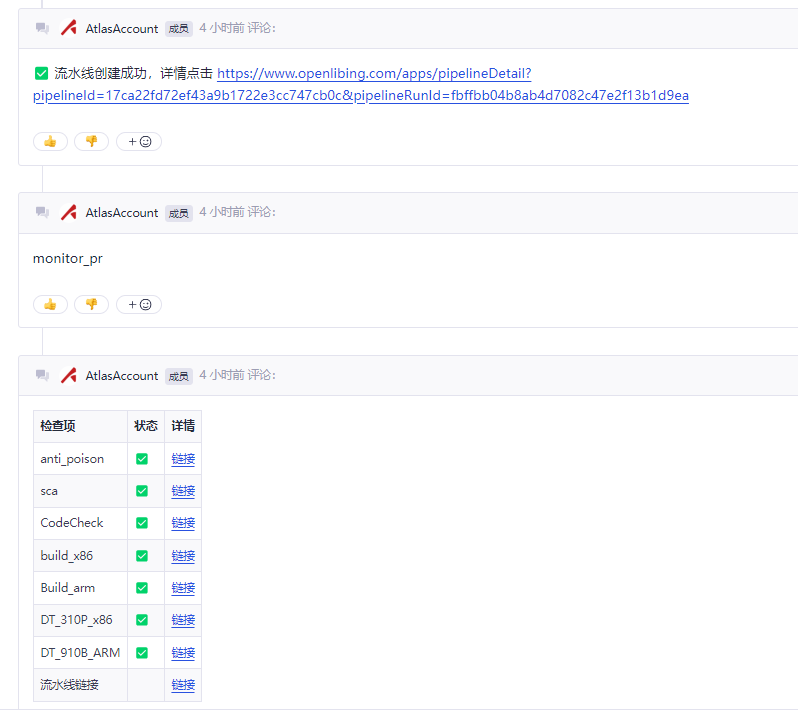 AtlasAccount 成员 4 小时前 评论：
流水线创建成功，详情点击 https://www.openlibing.com/apps/pipelineDetail?
pipelineId=17ca22fd72ef43a9b1722e3cc747cb0c&pipelineRunId=fbffbb04b8ab4d7082c47e2f13b1d9ea
AtlasAccount 成员 4 小时前 评论：
monitor_pr
AtlasAccount 成员 4 小时前 评论：
检查项 状态 详情
anti_poison 链接
sca 链接
CodeCheck 链接
build_x86 链接
Build_arm 链接
DT_310P_x86 链接
DT_910B_ARM 链接
流水线链接 链接